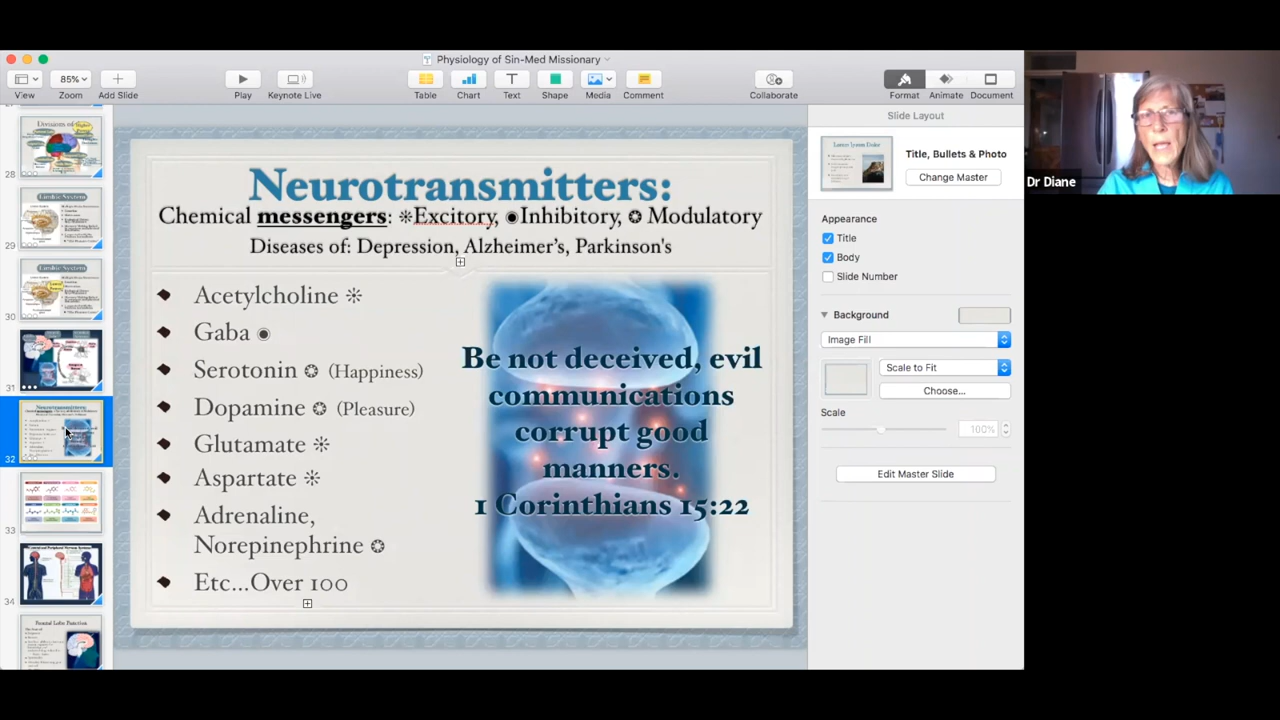 Physiology of Sin-Med Missionary
85%
View
Zoom
Add Slide
Play
Keynote Live
Table
Chart
Text
Shape
Media
Comment
Collaborate
Format
Animate
Document
28
29
30
31
32
33
34
Neurotransmitters:
Chemical messengers: ❊Excitory, ◉Inhibitory, ✪ Modulatory
Diseases of: Depression, Alzheimer's, Parkinson's
Acetylcholine ❊
Gaba ◉
Serotonin ✪ (Happiness)
Dopamine ✪ (Pleasure)
Glutamate ❊
Aspartate ❊
Adrenaline,
Norepinephrine ✪
Etc...Over 100
Be not deceived, evil
communications
corrupt good
manners.
1 Corinthians 15:22
Slide Layout
Title, Bullets & Photo
Change Master
Appearance
Title
Body
Slide Number
Background
Image Fill
Scale to Fit
Choose...
Scale
100%
Edit Master Slide
Dr Diane